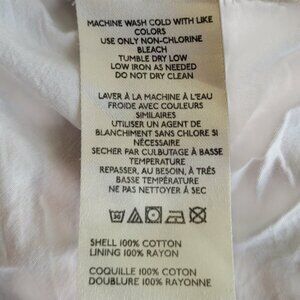 MACHINE WASH COLD WITH LIKE
COLORS
USE ONLY NON-CHLORINE
BLEACH
TUMBLE DRY LOW
LOW IRON AS NEEDED
DO NOT DRY CLEAN
LAVER À LA MACHINE À L'EAU
FROIDE AVEC COULEURS
SIMILAIRES
UTILISER UN AGENT DE
BLANCHIMENT SANS CHLORE SI
NÉCESSAIRE
SECHER PAR CULBUTAGE À BASSE
TEMPERATURE
REPASSER, AU BESOIN, À TRÈS
BASSE TEMPÉRATURE
NE PAS NETTOYER À SEC
SHELL 100% COTTON
LINING 100% RAYON
COQUILLE 100% COTON
DOUBLURE 100% RAYONNE